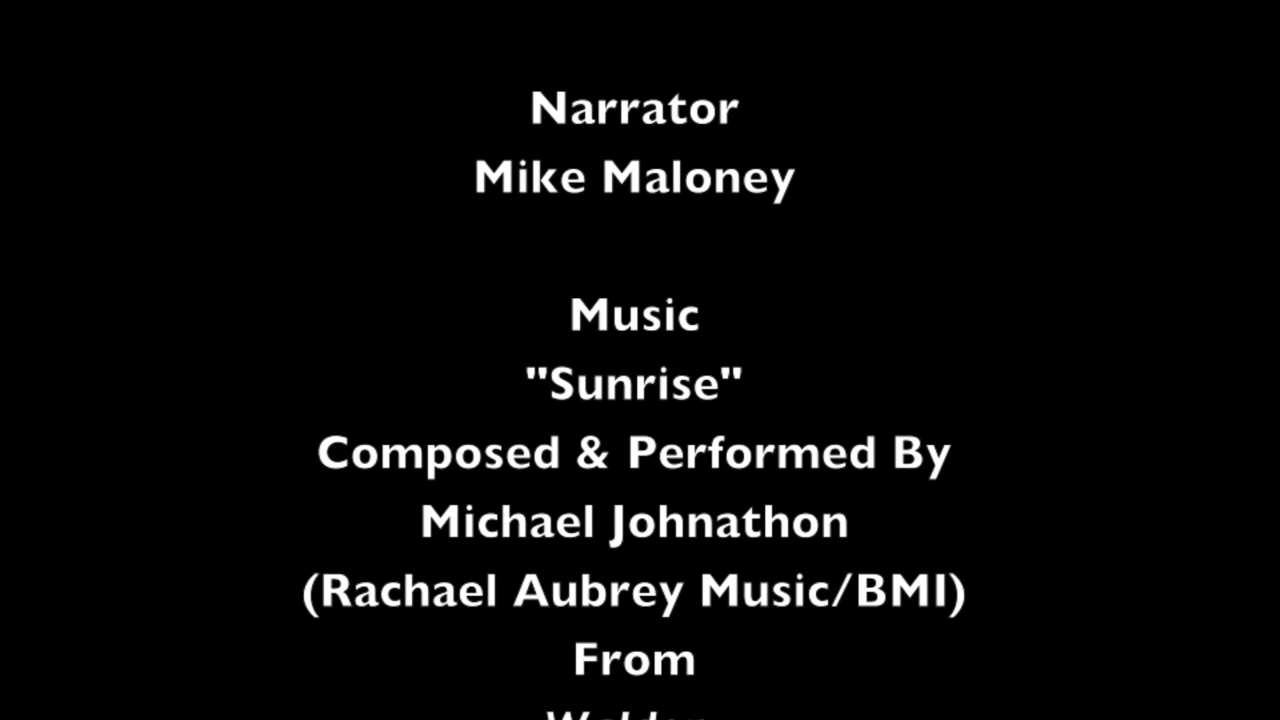 Narrator
Mike Maloney
Music
"Sunrise"
Composed & Performed By
Michael Johnathon
(Rachael Aubrey Music/BMI)
From